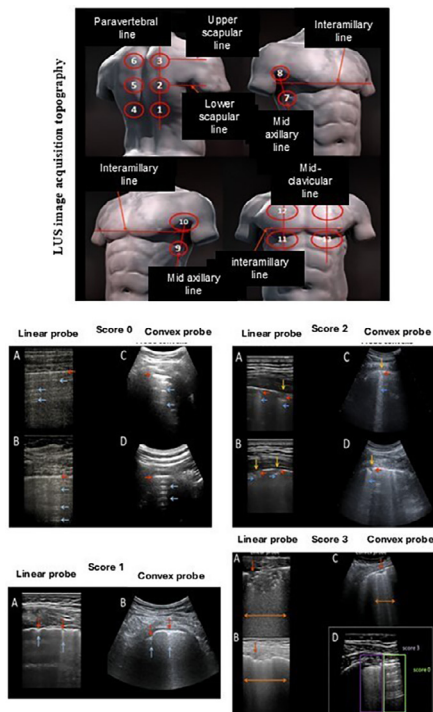 LUS image acquisition topography
Paravertebral
line
Upper
scapular
line
Interamillary
line
6
3
5
2
4
1
8
7
Lower
scapular
line
Mid
axillary
line
Interamillary
line
Mid-
clavicular
line
10
9
12
11
Mid axillary
line
interamillary
line
Linear probe
Score 0
Convex probe
A
C
B
D
Linear probe
Score 2
Convex probe
A
C
B
D
Linear probe
Score 1
Convex probe
A
B
Linear probe
Score 3
Convex probe
A
C
B
D
score 3
score 0